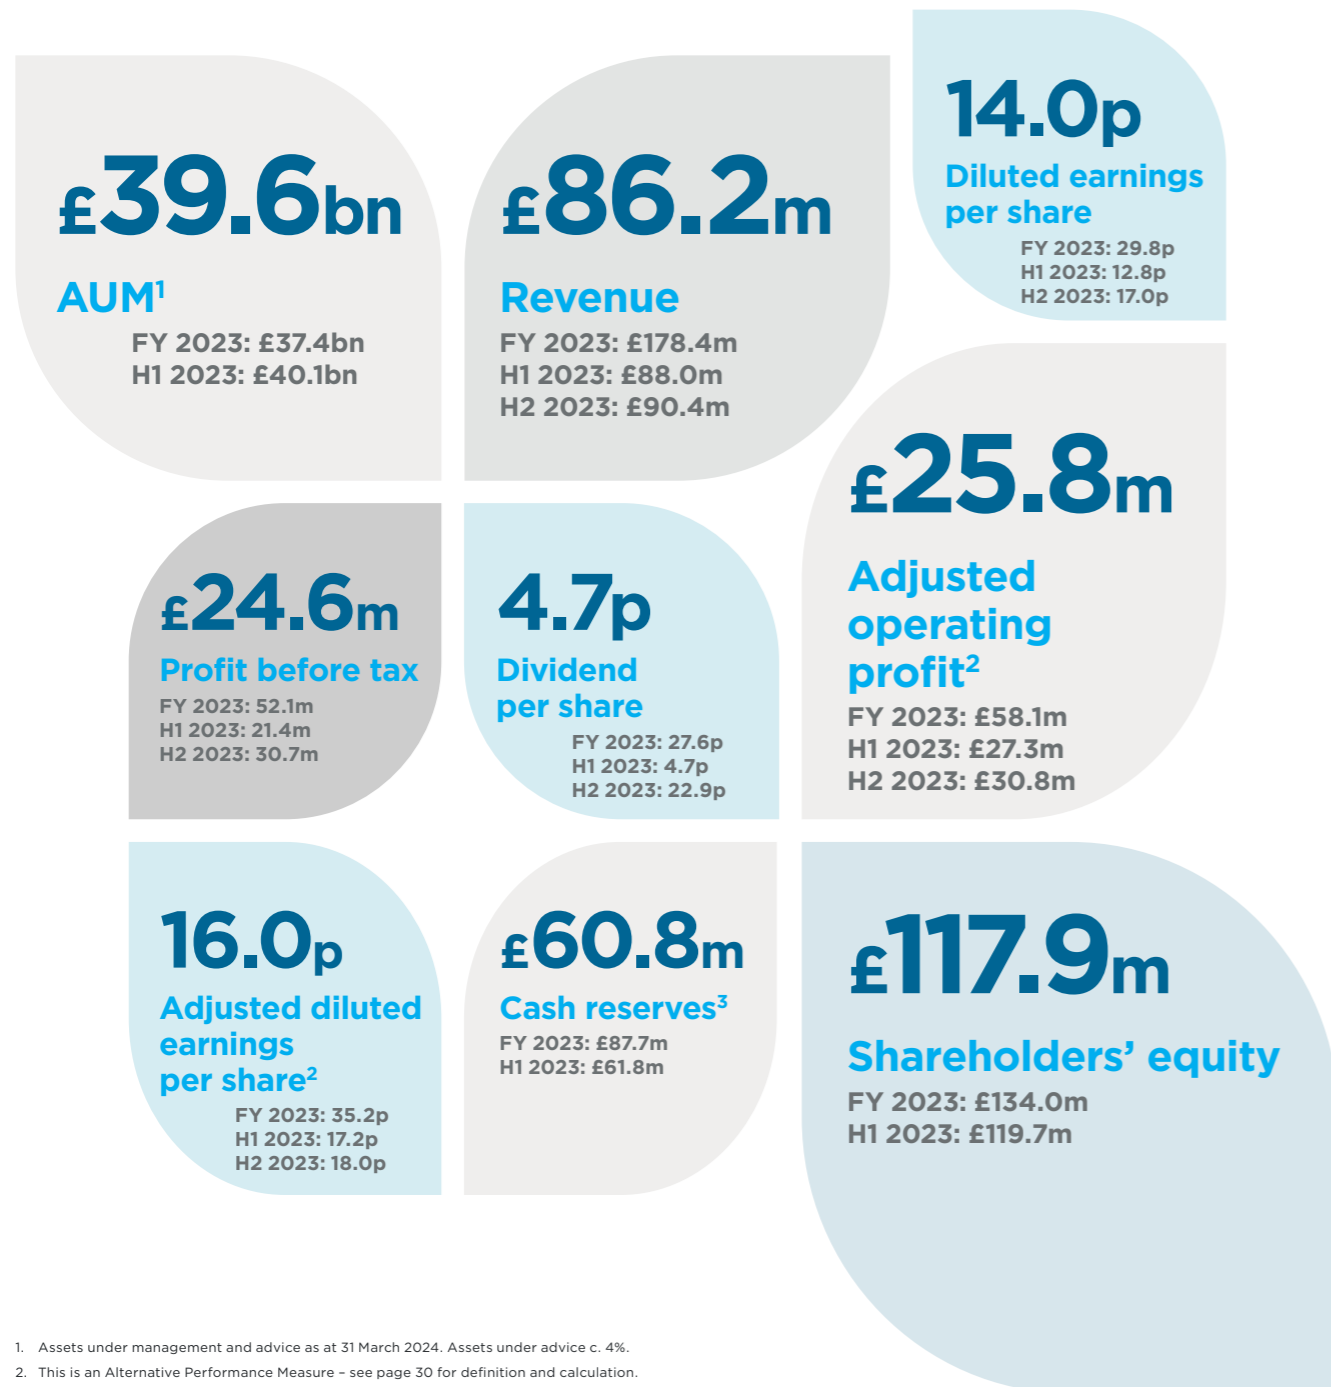 £39.6bn
AUM1
FY 2023: £37.4bn
H1 2023: £40.1bn
£86.2m
Revenue
FY 2023: £178.4m
H1 2023: £88.0m
H2 2023: £90.4m
14.0p
Diluted earnings
per share
FY 2023: 29.8p
H1 2023: 12.8p
H2 2023: 17.0p
£24.6m
Profit before tax
FY 2023: 52.1m
H1 2023: 21.4m
H2 2023: 30.7m
4.7p
Dividend
per share
FY 2023: 27.6p
H1 2023: 4.7p
H2 2023: 22.9p
£25.8m
Adjusted
operating
profit2
FY 2023: £58.1m
H1 2023: £27.3m
H2 2023: £30.8m
16.0p
Adjusted diluted
earnings
per share2
FY 2023: 35.2p
H1 2023: 17.2p
H2 2023: 18.0p
£60.8m
Cash reserves3
FY 2023: £87.7m
H1 2023: £61.8m
£117.9m
Shareholders’ equity
FY 2023: £134.0m
H1 2023: £119.7m
1. Assets under management and advice as at 31 March 2024. Assets under advice c. 4%.
2. This is an Alternative Performance Measure – see page 30 for definition and calculation.